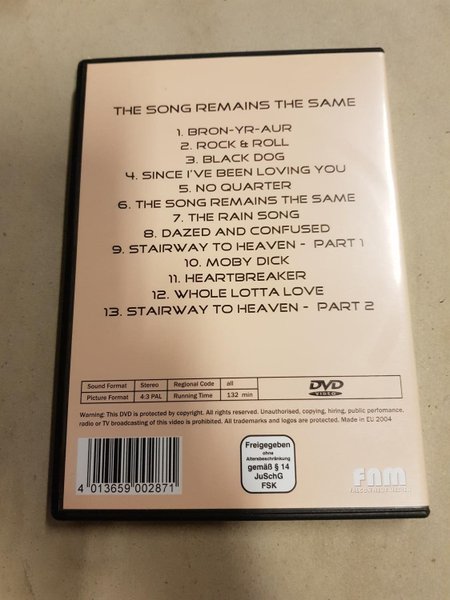 THE SONG REMAINS THE SAME
1. BRON-YR-AUR
2. ROCK & ROLL
3. BLACK DOG
4. SINCE I'VE BEEN LOVING YOU
5. NO QUARTER
6. THE SONG REMAINS THE SAME
7. THE RAIN SONG
8. DAZED AND CONFUSED
9. STAIRWAY TO HEAVEN - PART 1
10. MOBY DICK
11. HEARTBREAKER
12. WHOLE LOTTA LOVE
13. STAIRWAY TO HEAVEN - PART 2
Sound Format Stereo Regional Code all
Picture Format 4:3 PAL Running Time 132 min
DVD
VIDEO
Warning: This DVD is protected by copyright. All rights reserved. Unauthorised, copying, hiring, public perfomance,
radio or TV broadcasting of this video is prohibited. All trademarks and logos are protected. Made in EU 2004
4 013659 002871
Freigegeben
ohne
Altersbeschränkung
gemäß § 14
JuSchG
FSK
FNM